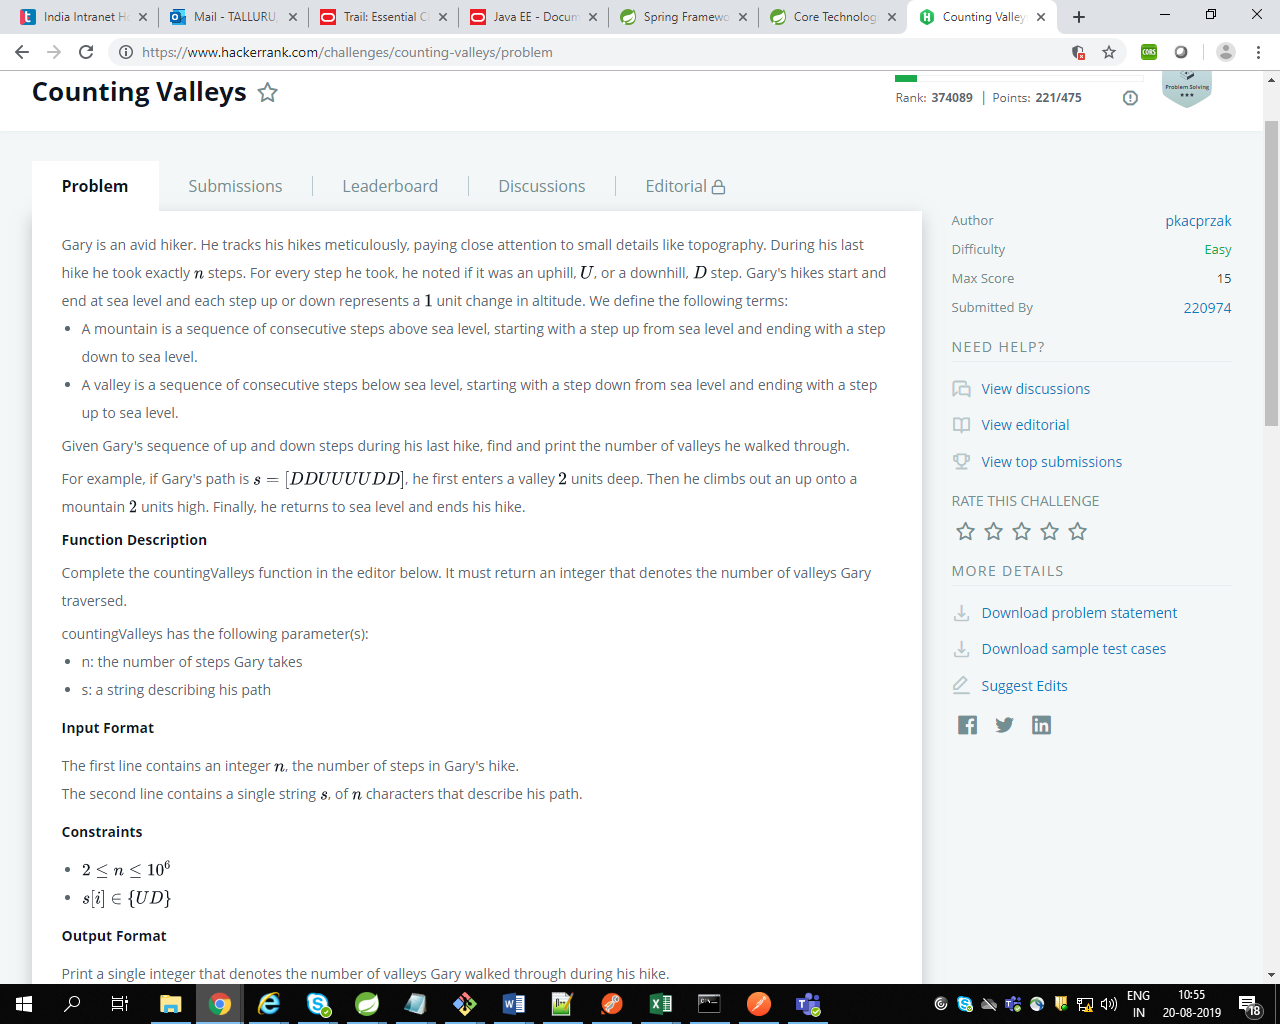 India Intranet Ho
Mail - TALLURU,
Trail: Essential C
Java EE - Docum
Spring Framewo
Core Technolog
Counting Valley
https://www.hackerrank.com/challenges/counting-valleys/problem
CORS
Counting Valleys
Rank: 374089 | Points: 221/475
Problem Solving
Problem
Submissions
Leaderboard
Discussions
Editorial
Gary is an avid hiker. He tracks his hikes meticulously, paying close attention to small details like topography. During his last
hike he took exactly n steps. For every step he took, he noted if it was an uphill, U, or a downhill, D step. Gary's hikes start and
end at sea level and each step up or down represents a 1 unit change in altitude. We define the following terms:
• A mountain is a sequence of consecutive steps above sea level, starting with a step up from sea level and ending with a step
down to sea level.
• A valley is a sequence of consecutive steps below sea level, starting with a step down from sea level and ending with a step
up to sea level.
Given Gary's sequence of up and down steps during his last hike, find and print the number of valleys he walked through.
For example, if Gary's path is s = [DDUUUUDD], he first enters a valley 2 units deep. Then he climbs out an up onto a
mountain 2 units high. Finally, he returns to sea level and ends his hike.
Function Description
Complete the countingValleys function in the editor below. It must return an integer that denotes the number of valleys Gary
traversed.
countingValleys has the following parameter(s):
• n: the number of steps Gary takes
• s: a string describing his path
Input Format
The first line contains an integer n, the number of steps in Gary's hike.
The second line contains a single string s, of n characters that describe his path.
Constraints
• 2 ≤ n ≤ 10⁶
• s[i] ∈ {UD}
Output Format
Print a single integer that denotes the number of valleys Gary walked through during his hike.
Author pkacprzak
Difficulty Easy
Max Score 15
Submitted By 220974
NEED HELP?
View discussions
View editorial
View top submissions
RATE THIS CHALLENGE
MORE DETAILS
Download problem statement
Download sample test cases
Suggest Edits
ENG
IN
10:55
20-08-2019
18